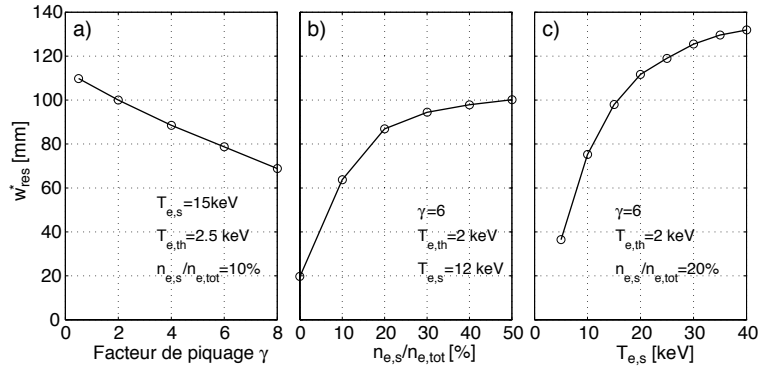 w*res [mm]
140
120
100
80
60
40
20
0
a)
Te,s=15keV
Te,th=2.5 keV
ne,s/ne,tot=10%
0 2 4 6 8
Facteur de piquage γ
b)
γ=6
Te,th=2 keV
Te,s=12 keV
0 10 20 30 40 50
ne,s/ne,tot [%]
c)
γ=6
Te,th=2 keV
ne,s/ne,tot=20%
0 10 20 30 40
Te,s [keV]